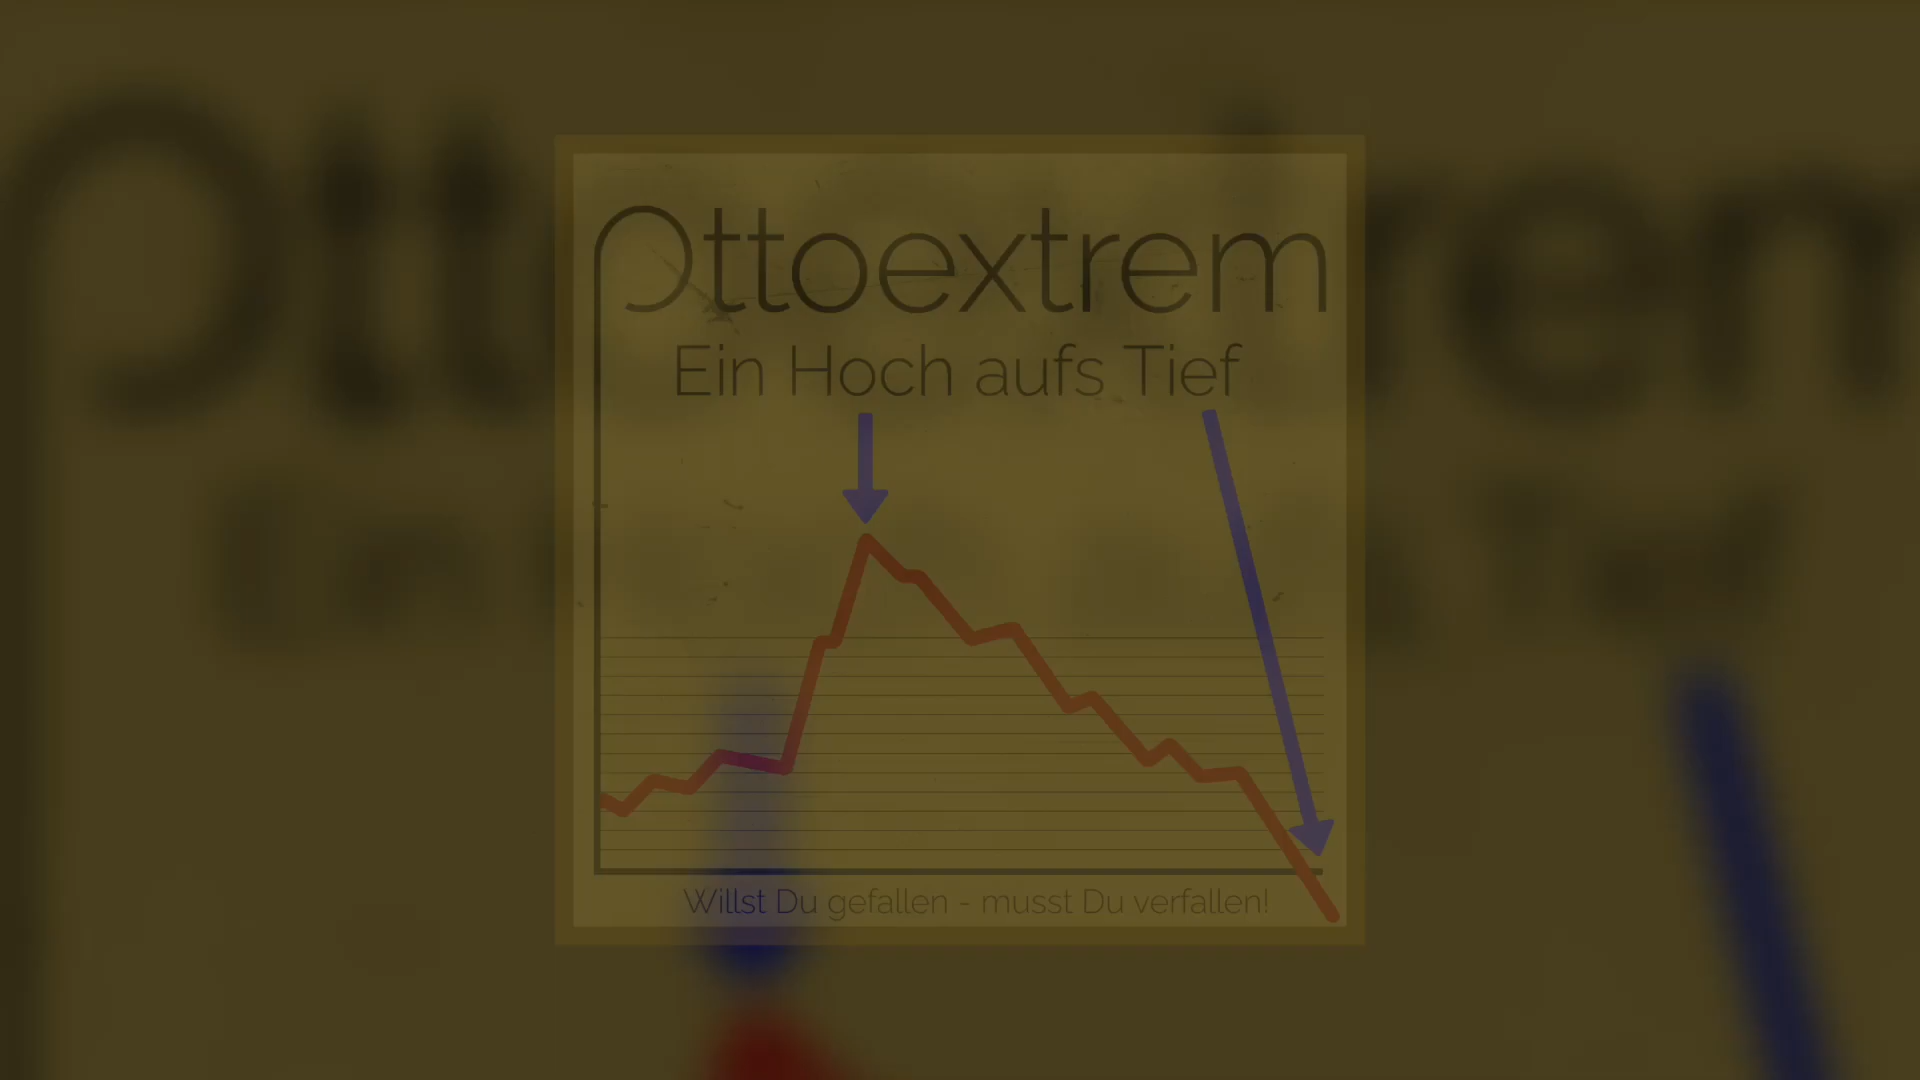 Ottoextrem
Ein Hoch aufs Tief
Willst Du gefallen - musst Du verfallen!